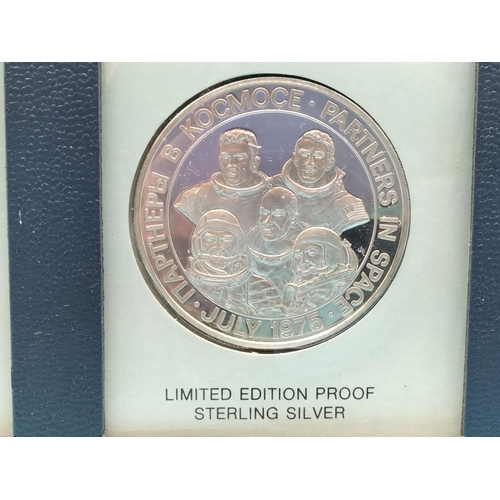 ПАРТНЕРЫ В КОСМОСЕ · PARTNERS IN SPACE
· JULY 1975 ·
LIMITED EDITION PROOF
STERLING SILVER